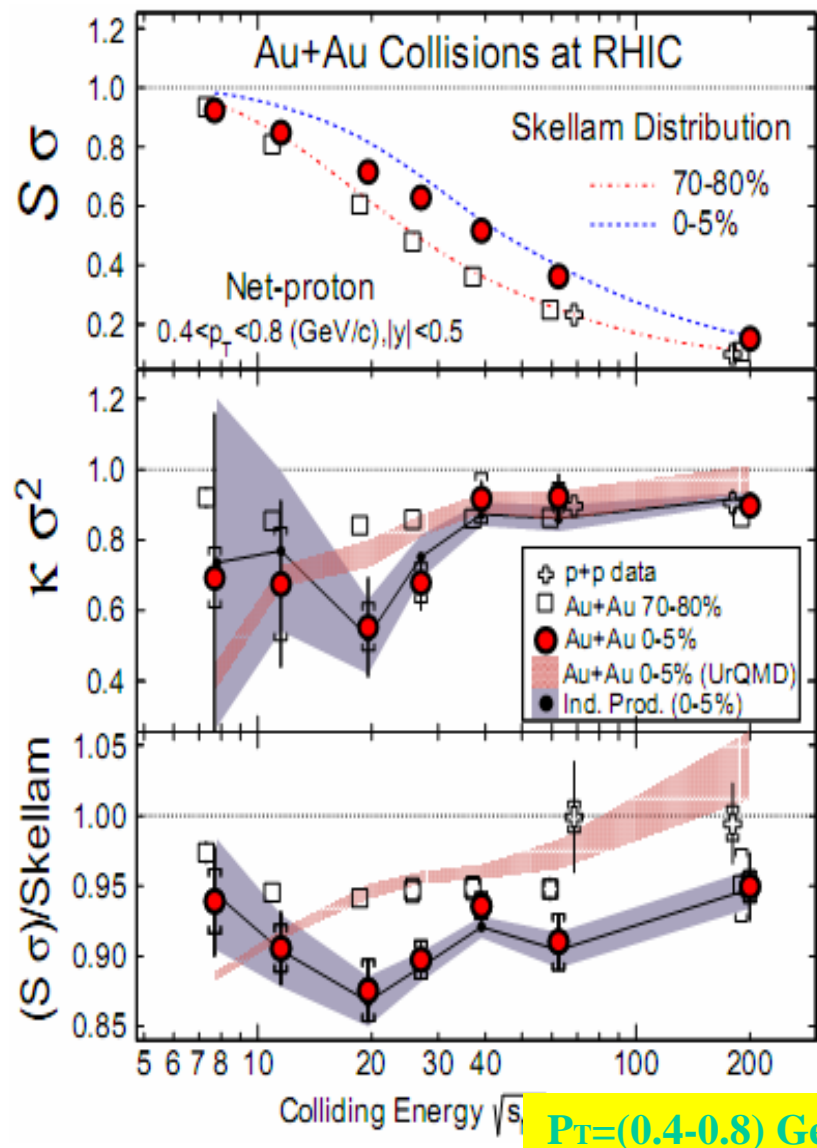 Au+Au Collisions at RHIC
Skellam Distribution
70-80%
0-5%
Net-proton
0.4<p_T<0.8 (GeV/c),|y|<0.5
S σ
1.2
1.0
0.8
0.6
0.4
0.2
κ σ²
1.2
1.0
0.8
0.6
0.4
p+p data
Au+Au 70-80%
Au+Au 0-5%
Au+Au 0-5% (UrQMD)
Ind. Prod. (0-5%)
(S σ)/Skellam
1.05
1.00
0.95
0.90
0.85
5 6 7 8 10 20 30 40 100 200
Colliding Energy √s
PT=(0.4-0.8) Ge